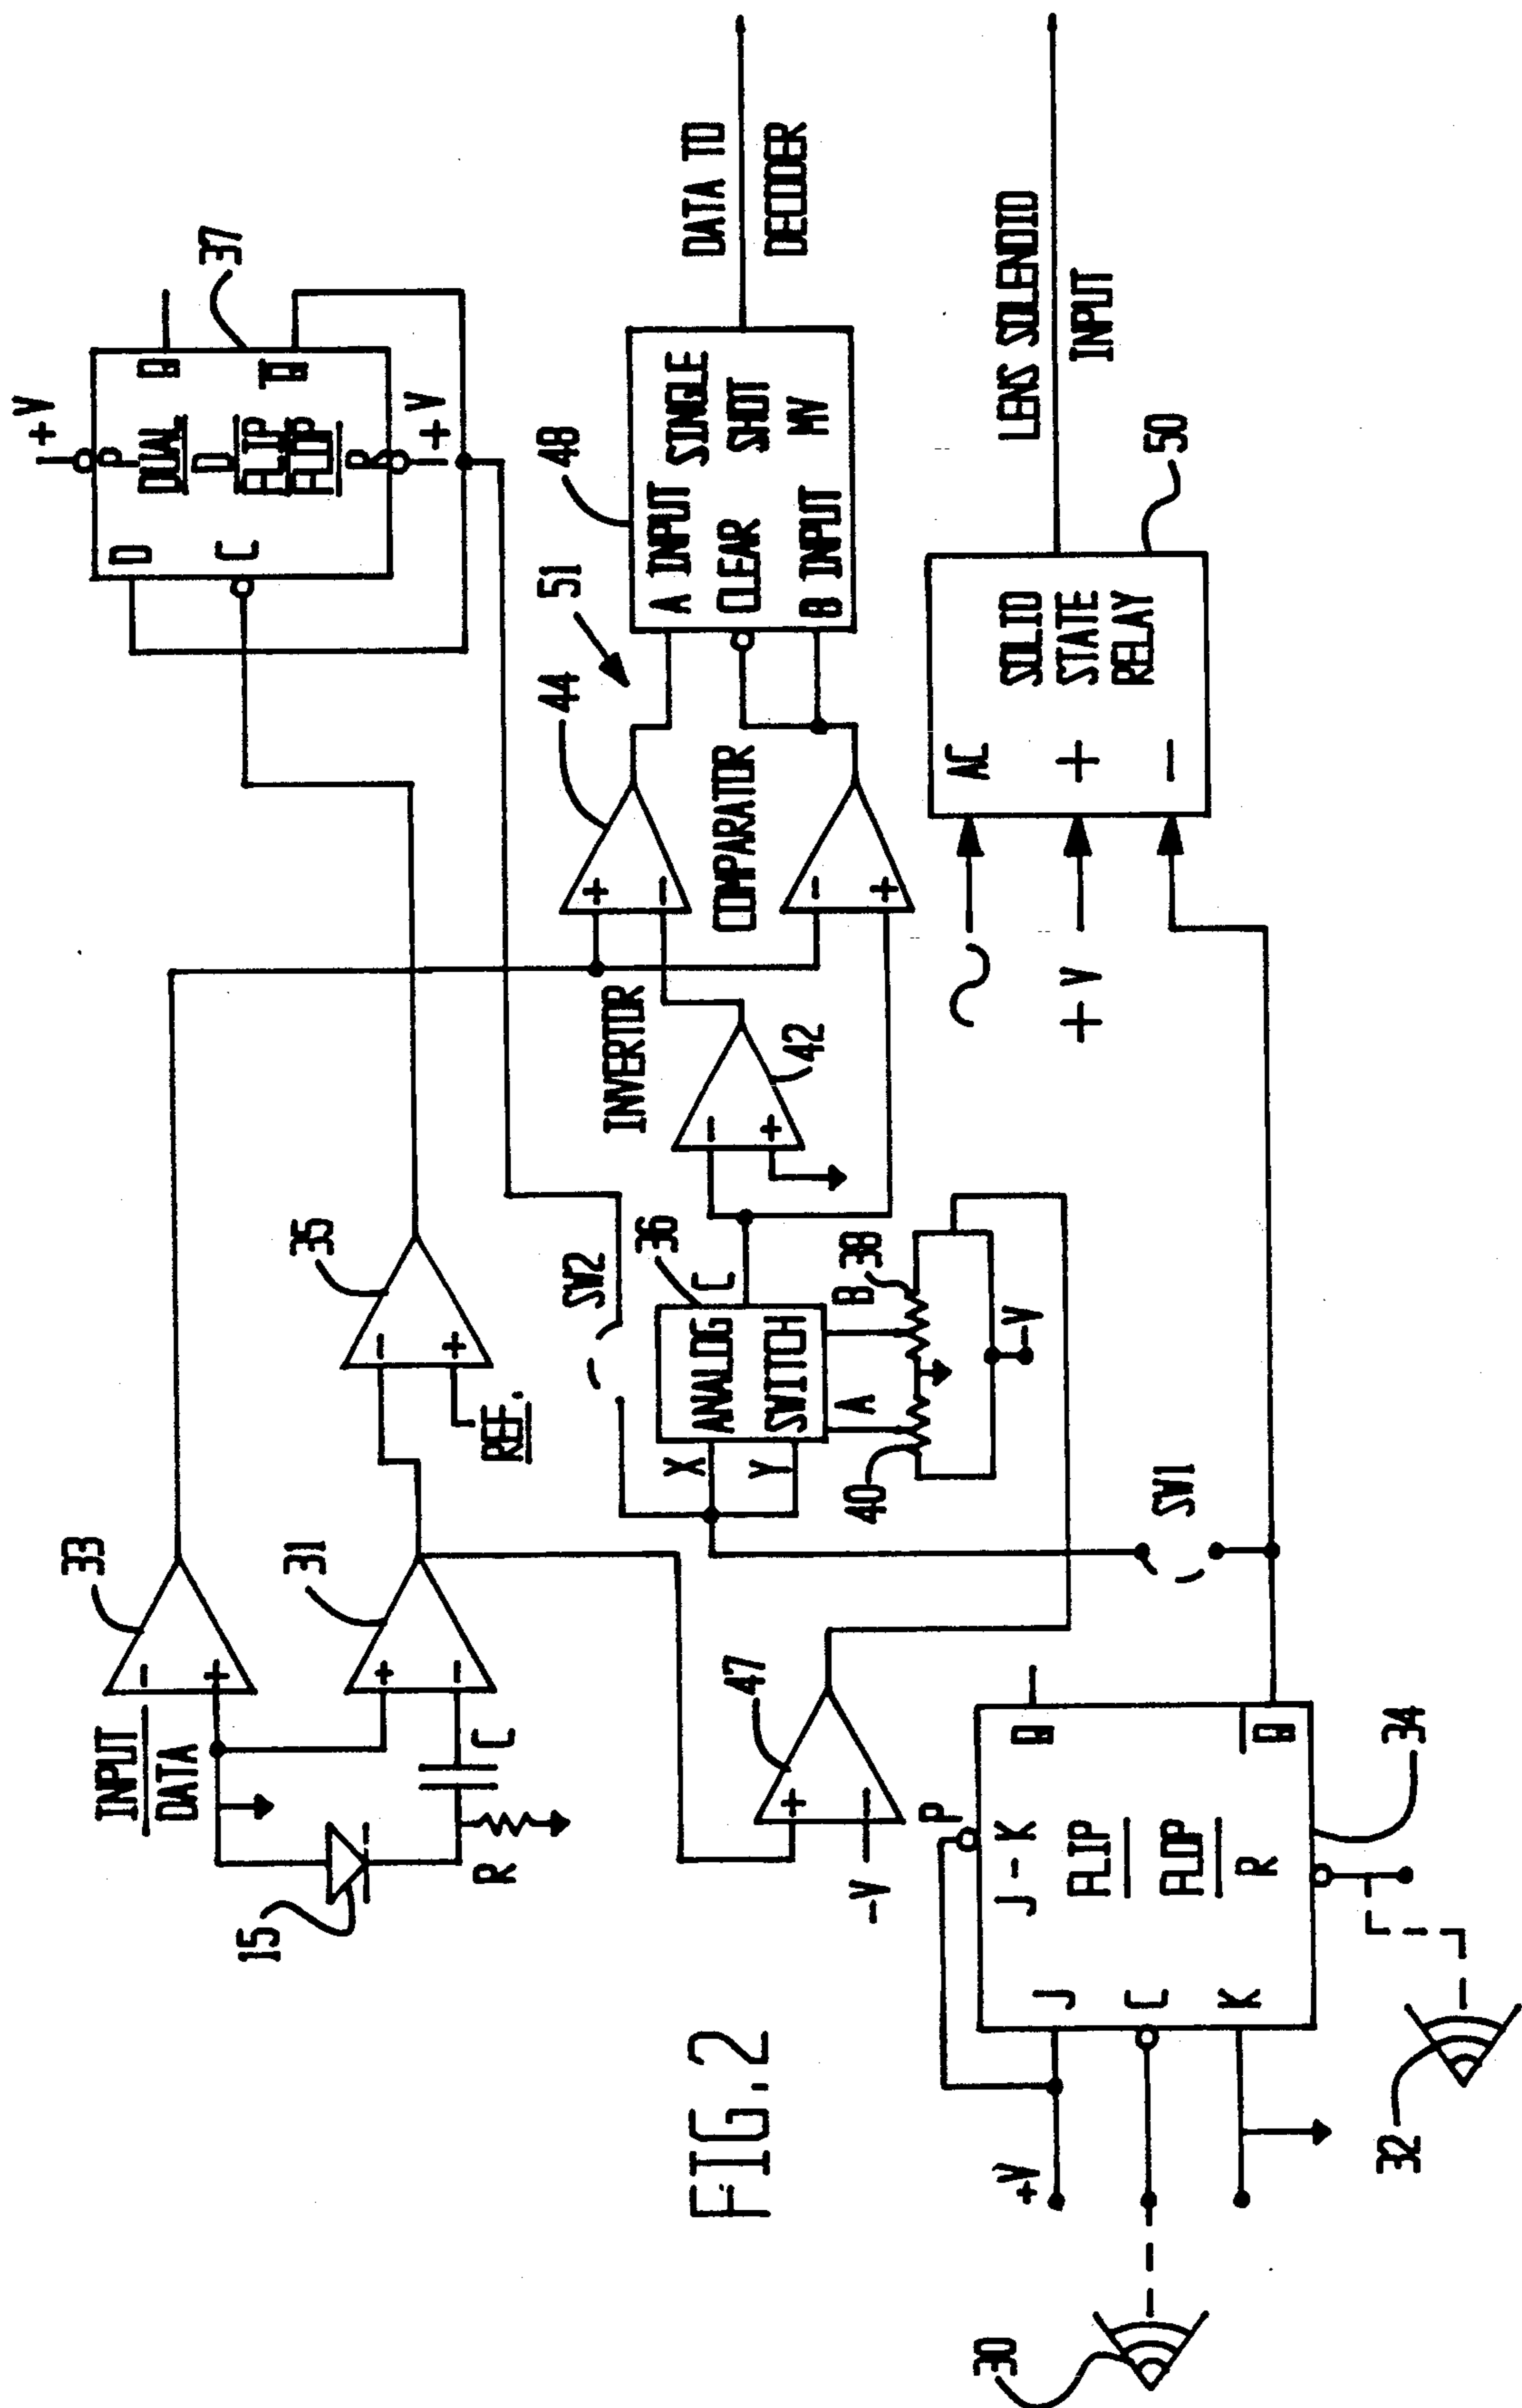 FIG. 2
33
INPUT
DATA
-
+
31
+
-
C
R
15
35
-
+
REF.
+V
P
DUAL
D
FLIP
FLOP
R
+V
D
C
Q
Q
37
SW2
36
ANALOG
SWITCH
X
Y
C
A
B
38
40
-V
INVERTOR
-
+
42
44
+
-
COMPARATOR
-
+
51
48
A INPUT
CLEAR
B INPUT
SINGLE
SHOT
MV
DATA TO
DECODER
47
+
-
-V
SW1
+V
P
J
C
K
J-K
FLIP
FLOP
R
Q
Q
34
30
32
+V
AC
+
-
SOLID
STATE
RELAY
50
LENS SOLENOID
INPUT